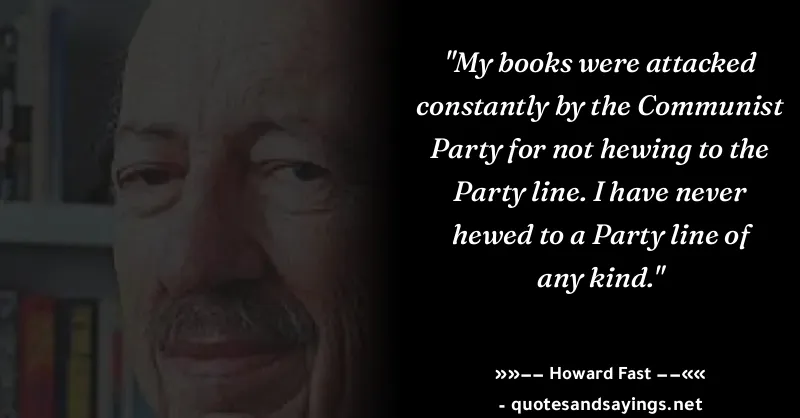 "My books were attacked
constantly by the Communist
Party for not hewing to the
Party line. I have never
hewed to a Party line of
any kind."
»»−− Howard Fast −−««
- quotesandsayings.net